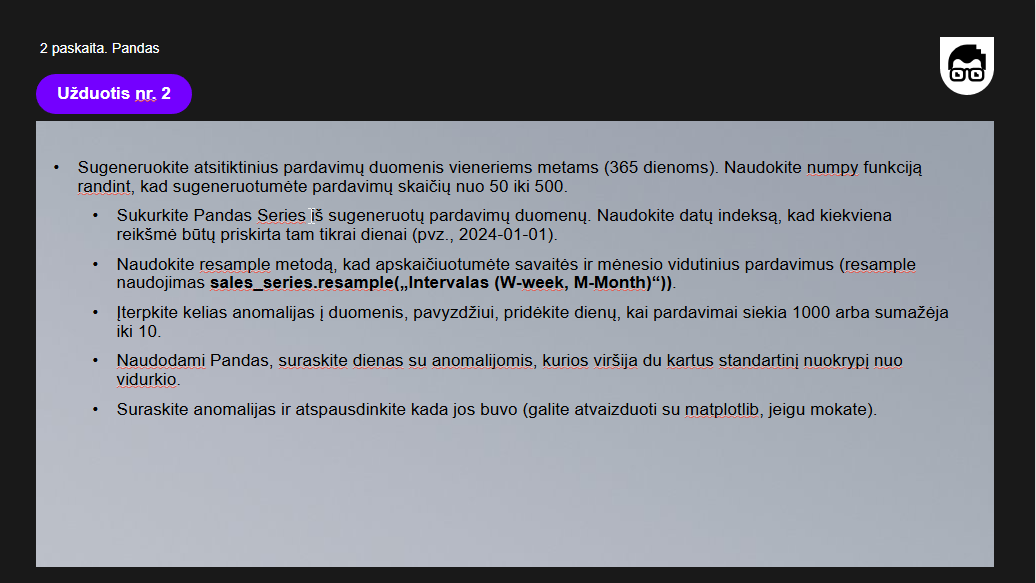 2 paskaita. Pandas
Užduotis nr. 2
• Sugeneruokite atsitiktinius pardavimų duomenis vieneriems metams (365 dienoms). Naudokite numpy funkciją
randint, kad sugeneruotumėte pardavimų skaičių nuo 50 iki 500.
• Sukurkite Pandas Series iš sugeneruotų pardavimų duomenų. Naudokite datų indeksą, kad kiekviena
reikšmė būtų priskirta tam tikrai dienai (pvz., 2024-01-01).
• Naudokite resample metodą, kad apskaičiuotumėte savaitės ir mėnesio vidutinius pardavimus (resample
naudojimas sales_series.resample(„Intervalas (W-week, M-Month)“)).
• Įterpkite kelias anomalijas į duomenis, pavyzdžiui, pridėkite dienų, kai pardavimai siekia 1000 arba sumažėja
iki 10.
• Naudodami Pandas, suraskite dienas su anomalijomis, kurios viršija du kartus standartinį nuokrypį nuo
vidurkio.
• Suraskite anomalijas ir atspausdinkite kada jos buvo (galite atvaizduoti su matplotlib, jeigu mokate).